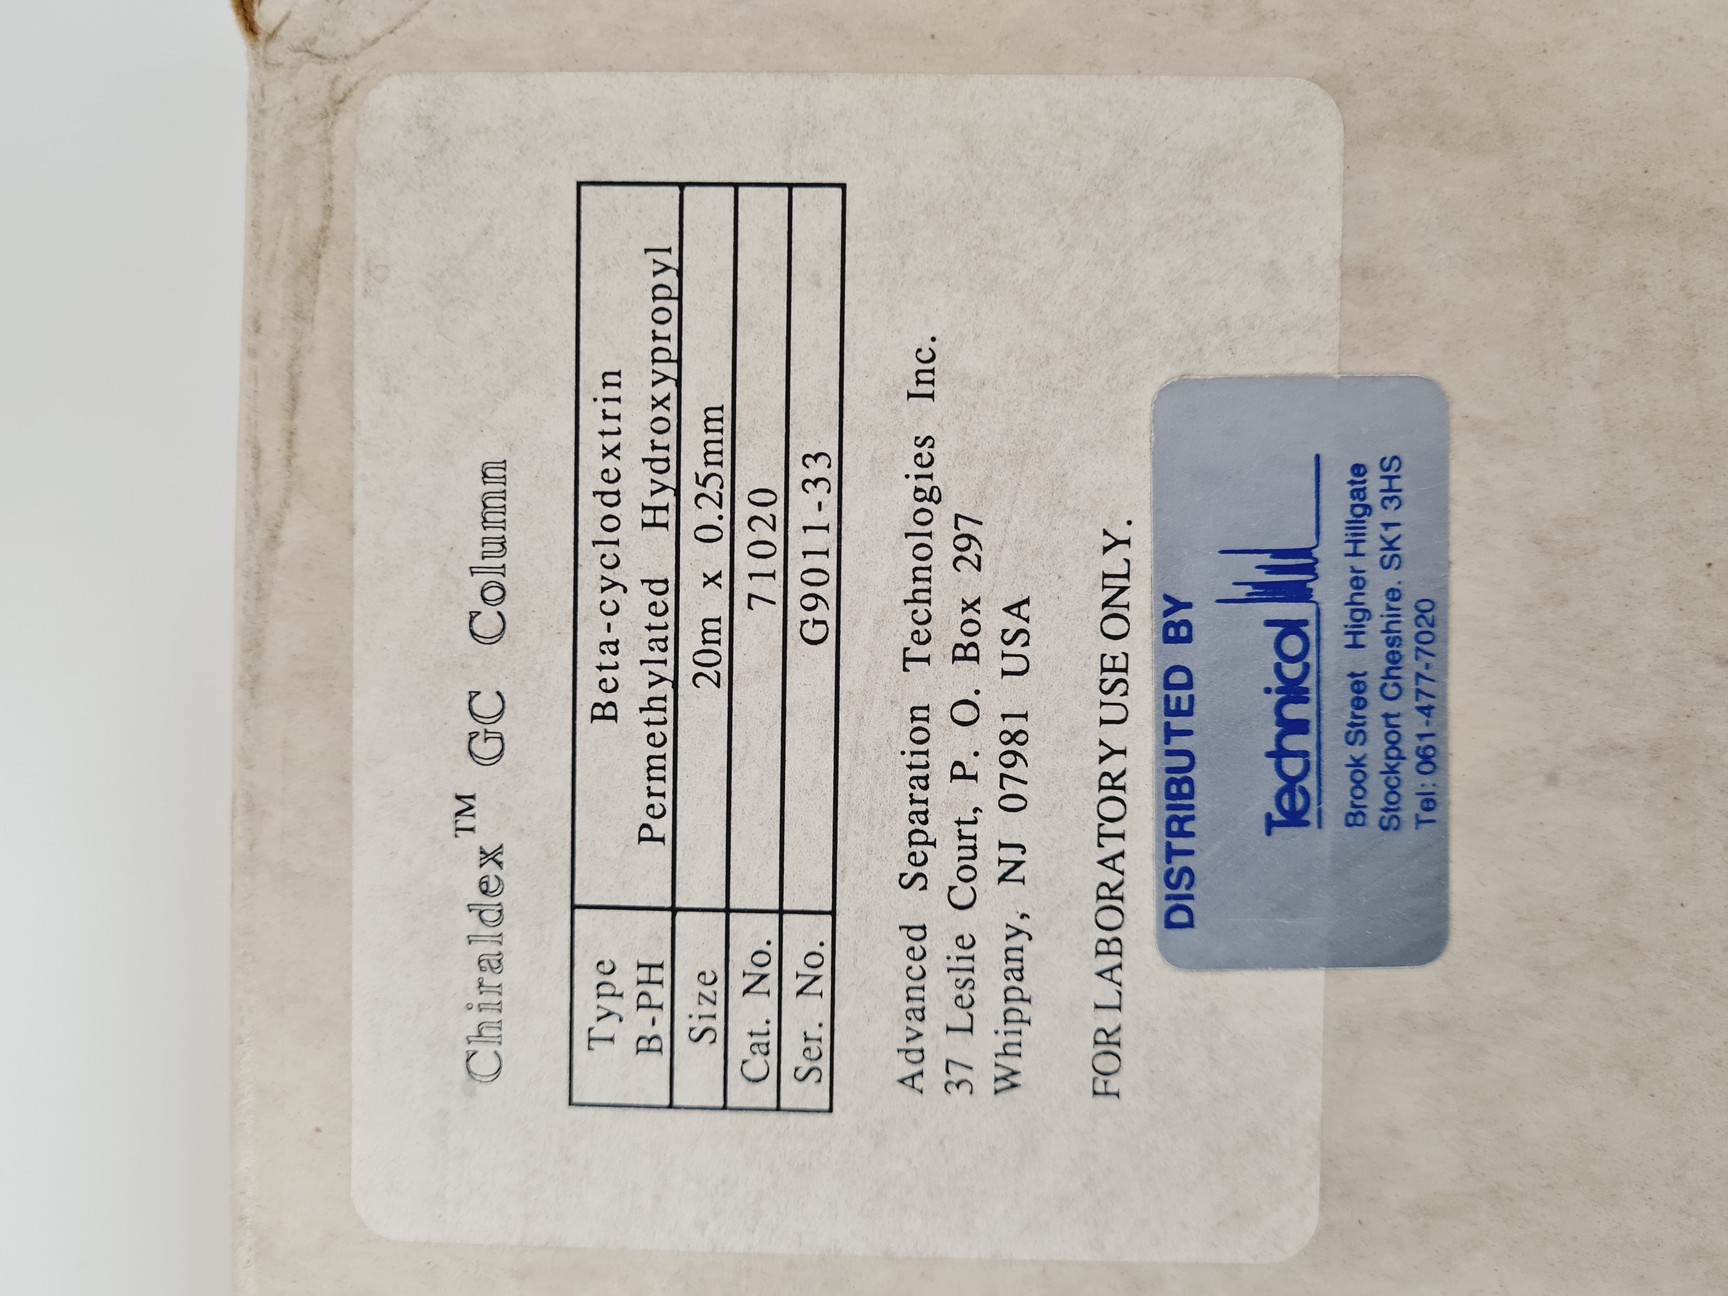 Chiraldex™ GC Column
Type Beta-cyclodextrin
B-PH Permethylated Hydroxypropyl
Size 20m x 0.25mm
Cat. No. 71020
Ser. No. G9011-33
Advanced Separation Technologies Inc.
37 Leslie Court, P. O. Box 297
Whippany, NJ 07981 USA
FOR LABORATORY USE ONLY.
DISTRIBUTED BY
Technicol
Brook Street Higher Hillgate
Stockport Cheshire. SK1 3HS
Tel: 061-477-7020